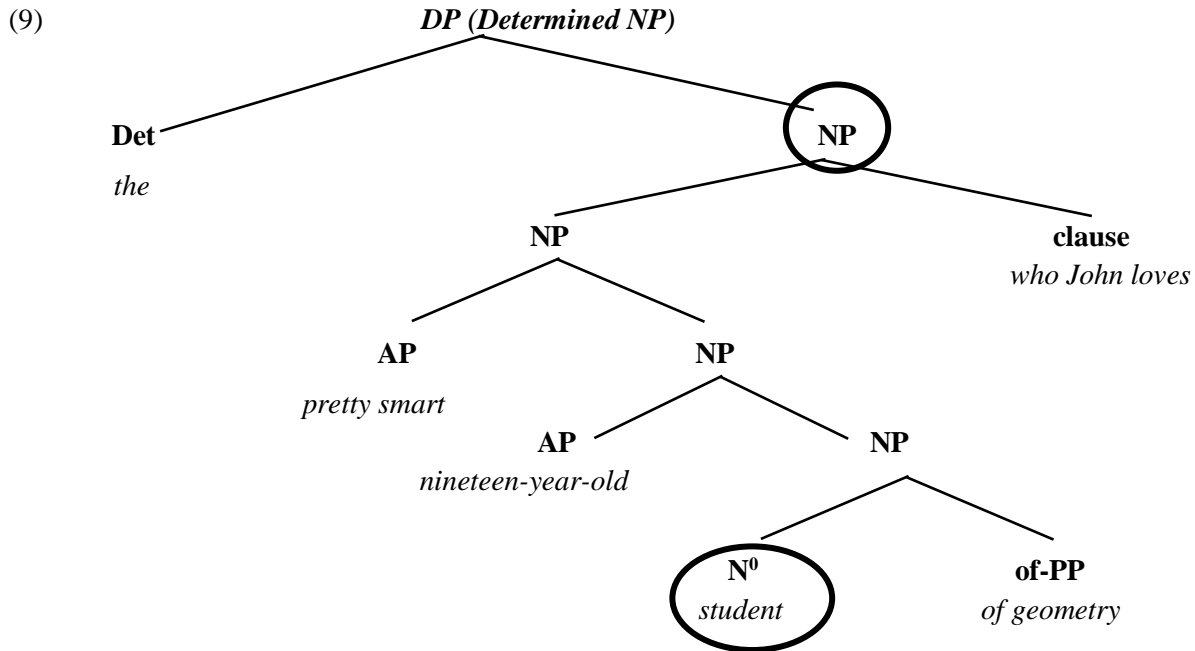 (9) DP (Determined NP)
Det NP
the
NP clause
who John loves
AP NP
pretty smart
AP NP
nineteen-year-old
N⁰ of-PP
student of geometry